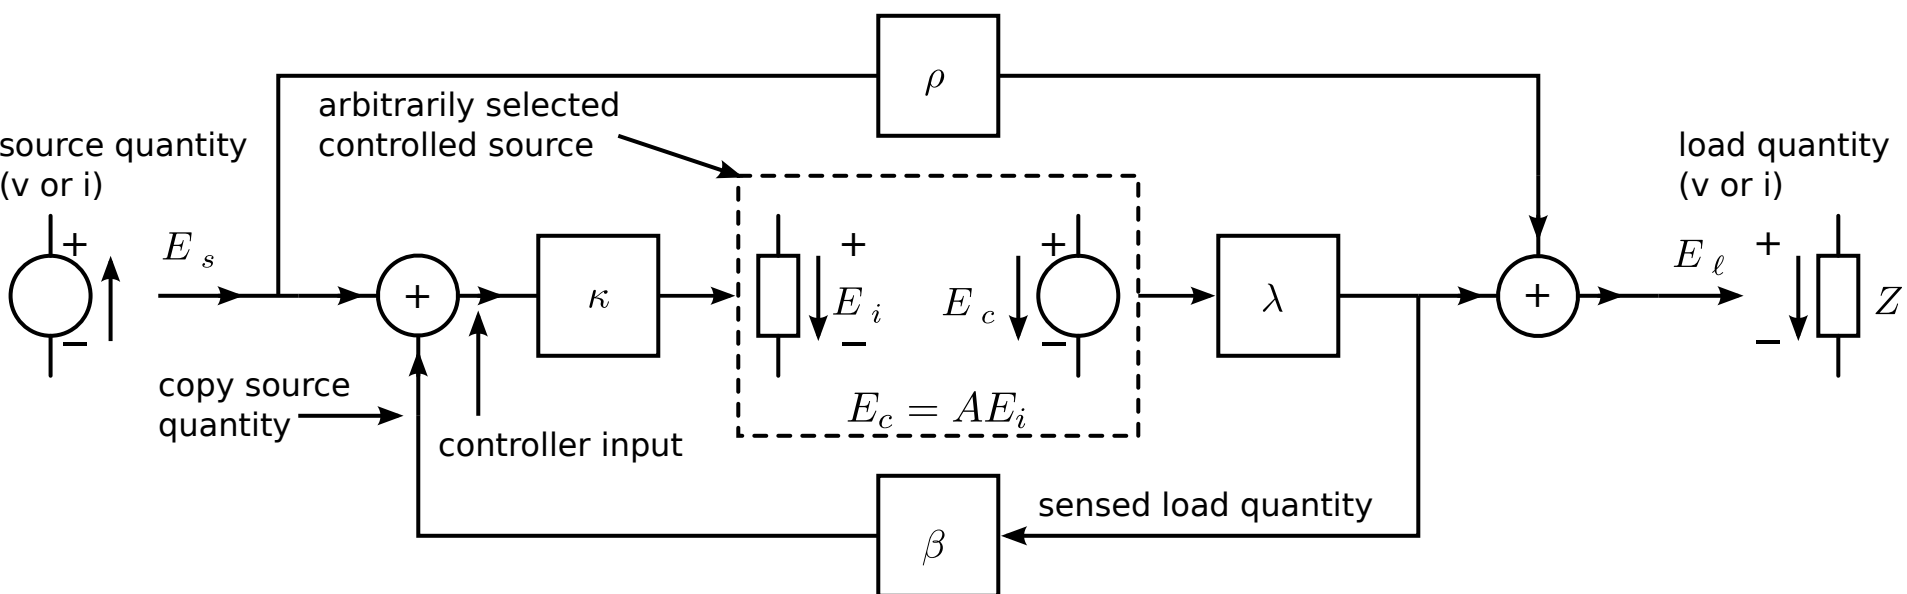 ρ
arbitrarily selected
controlled source
source quantity
(v or i)
load quantity
(v or i)
+
E s
+
κ
+
E i
−
+
E c
−
λ
+
E ℓ
+
−
Z
−
E_c = AE_i
copy source
quantity
controller input
sensed load quantity
β